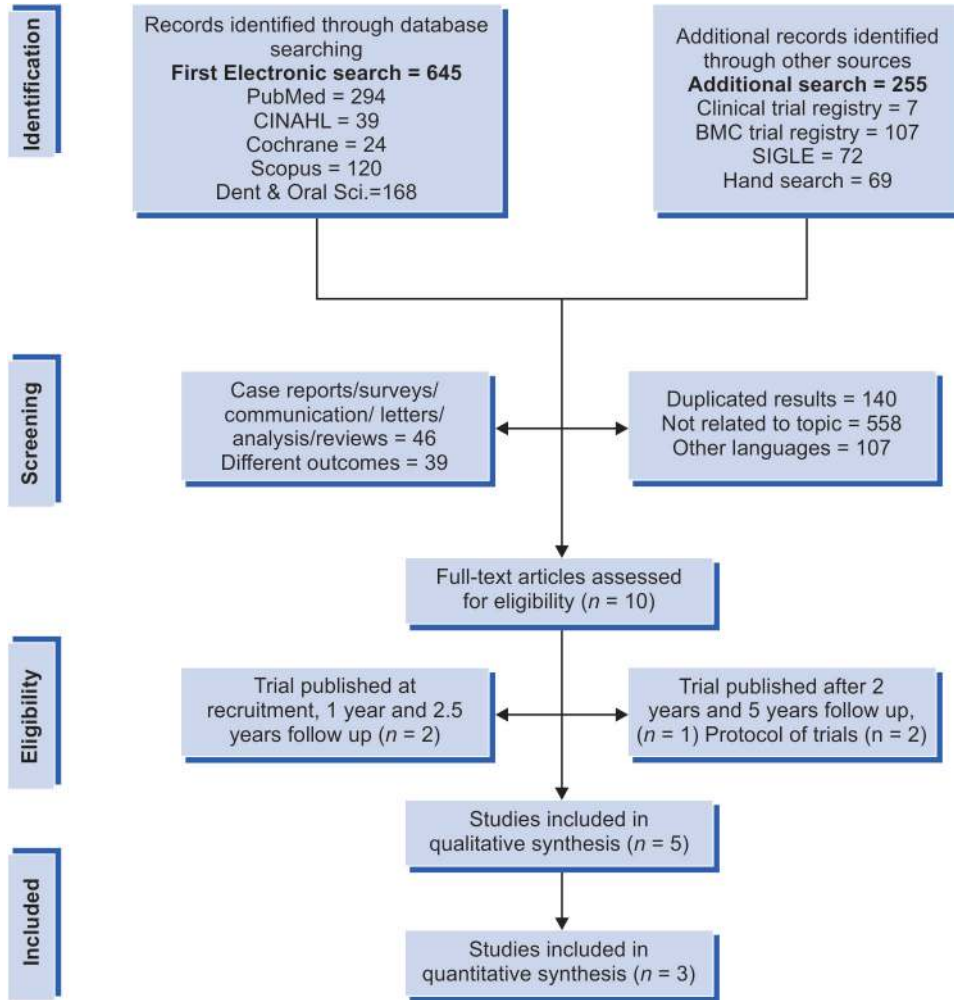 Identification
Records identified through database
searching
First Electronic search = 645
PubMed = 294
CINAHL = 39
Cochrane = 24
Scopus = 120
Dent & Oral Sci.=168
Additional records identified
through other sources
Additional search = 255
Clinical trial registry = 7
BMC trial registry = 107
SIGLE = 72
Hand search = 69
Screening
Case reports/surveys/
communication/ letters/
analysis/reviews = 46
Different outcomes = 39
Duplicated results = 140
Not related to topic = 558
Other languages = 107
Full-text articles assessed
for eligibility (n = 10)
Eligibility
Trial published at
recruitment, 1 year and 2.5
years follow up (n = 2)
Trial published after 2
years and 5 years follow up,
(n = 1) Protocol of trials (n = 2)
Studies included in
qualitative synthesis (n = 5)
Included
Studies included in
quantitative synthesis (n = 3)